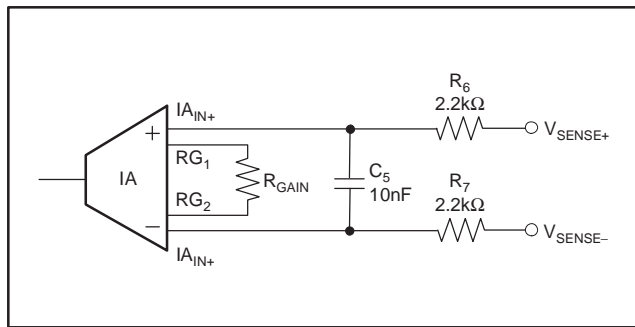 R6
2.2kΩ
IAIN+
VSENSE+
+
RG1
IA
RGAIN
C5
10nF
RG2
R7
2.2kΩ
−
VSENSE–
IAIN+